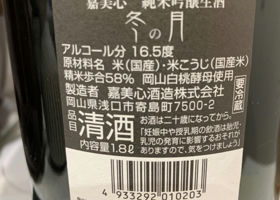 嘉美心 純米吟醸生酒
冬の月
アルコール分 16.5度
原材料名 米(国産)・米こうじ(国産米)
精米歩合58% 岡山白桃酵母使用
製造者 嘉美心酒造株式会社
岡山県浅口市寄島町7500-2
要冷蔵
品目 清酒 内容量1.8ℓ
お酒は二十歳になってから。
「妊娠中や授乳期の飲酒は胎児・
乳児の発育に影響するおそれが
ありますので、気をつけましょう」
4 933292 010203